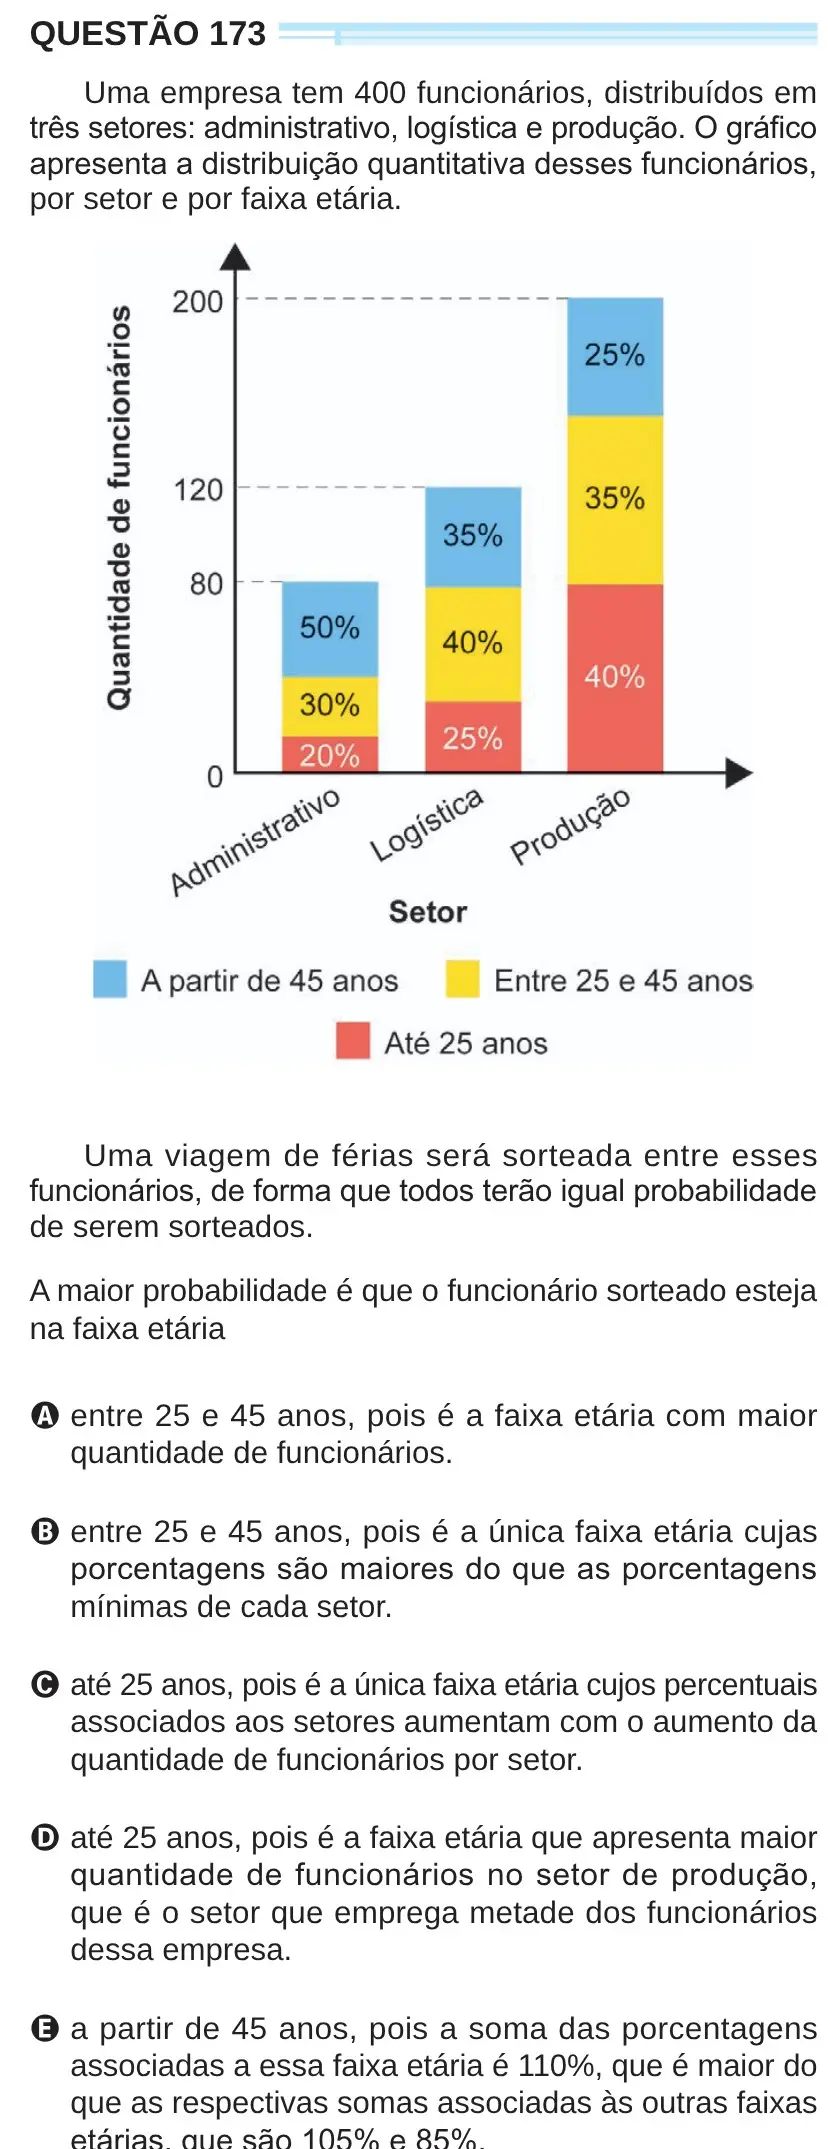 QUESTÃO 173
Uma empresa tem 400 funcionários, distribuídos em
três setores: administrativo, logística e produção. O gráfico
apresenta a distribuição quantitativa desses funcionários,
por setor e por faixa etária.
Quantidade de funcionários
200
120
80
0
50%
30%
20%
35%
40%
25%
25%
35%
40%
Administrativo
Logística
Produção
Setor
A partir de 45 anos
Entre 25 e 45 anos
Até 25 anos
Uma viagem de férias será sorteada entre esses
funcionários, de forma que todos terão igual probabilidade
de serem sorteados.
A maior probabilidade é que o funcionário sorteado esteja
na faixa etária
A entre 25 e 45 anos, pois é a faixa etária com maior
quantidade de funcionários.
B entre 25 e 45 anos, pois é a única faixa etária cujas
porcentagens são maiores do que as porcentagens
mínimas de cada setor.
C até 25 anos, pois é a única faixa etária cujos percentuais
associados aos setores aumentam com o aumento da
quantidade de funcionários por setor.
D até 25 anos, pois é a faixa etária que apresenta maior
quantidade de funcionários no setor de produção,
que é o setor que emprega metade dos funcionários
dessa empresa.
E a partir de 45 anos, pois a soma das porcentagens
associadas a essa faixa etária é 110%, que é maior do
que as respectivas somas associadas às outras faixas
etárias, que são 105% e 85%.